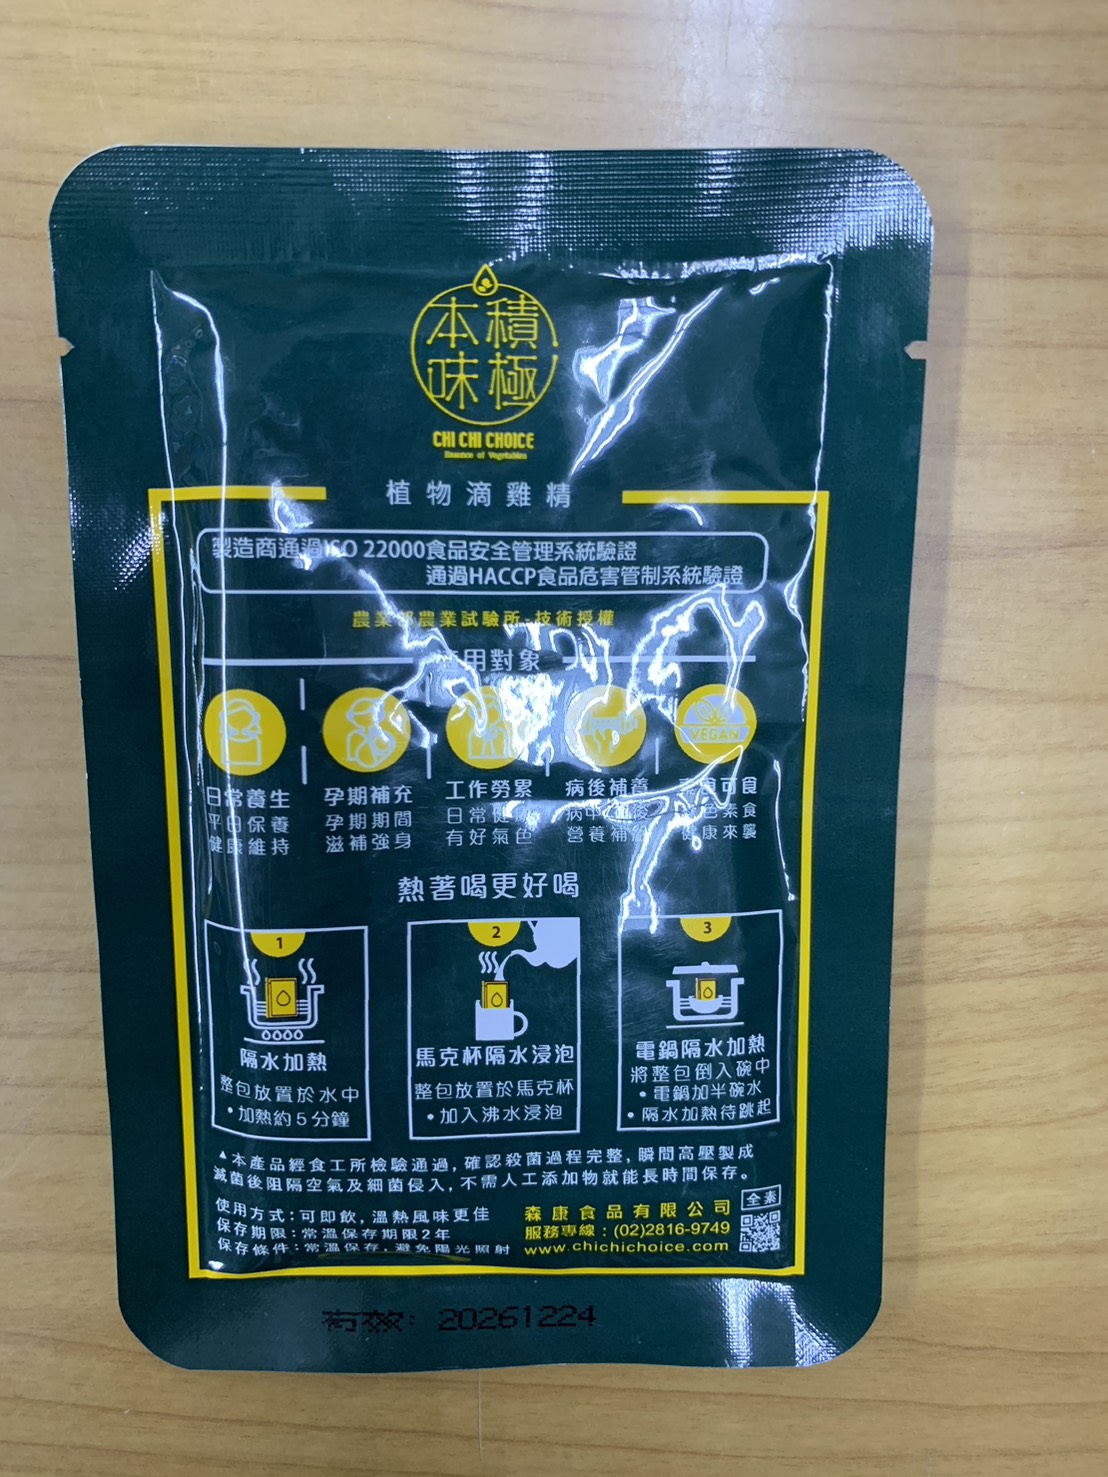 積極
本味
CHI CHI CHOICE
Essence of Vegetables
植物滴雞精
製造商通過ISO 22000食品安全管理系統驗證
通過HACCP食品危害管制系統驗證
農業部農業試驗所-技術授權
用對象
VEGAN
日常養生
平日保養
健康維持
孕期補充
孕期期間
滋補強身
工作勞累
日常
有好氣色
病後補養
病中
營養補
可食
素食
康來襲
熱著喝更好喝
1
隔水加熱
整包放置於水中
•加熱約5分鐘
2
馬克杯隔水浸泡
整包放置於馬克杯
•加入沸水浸泡
3
電鍋隔水加熱
將整包倒入碗中
•電鍋加半碗水
•隔水加熱待跳起
▲本產品經食工所檢驗通過，確認殺菌過程完整，瞬間高壓製成
滅菌後阻隔空氣及細菌侵入，不需人工添加物就能長時間保存。
使用方式：可即飲，溫熱風味更佳
保存期限：常溫保存期限2年
保存條件：常溫保存，避免陽光照射
全素
森康食品有限公司
服務專線：(02)2816-9749
www.chichichoice.com
有效: 20261224